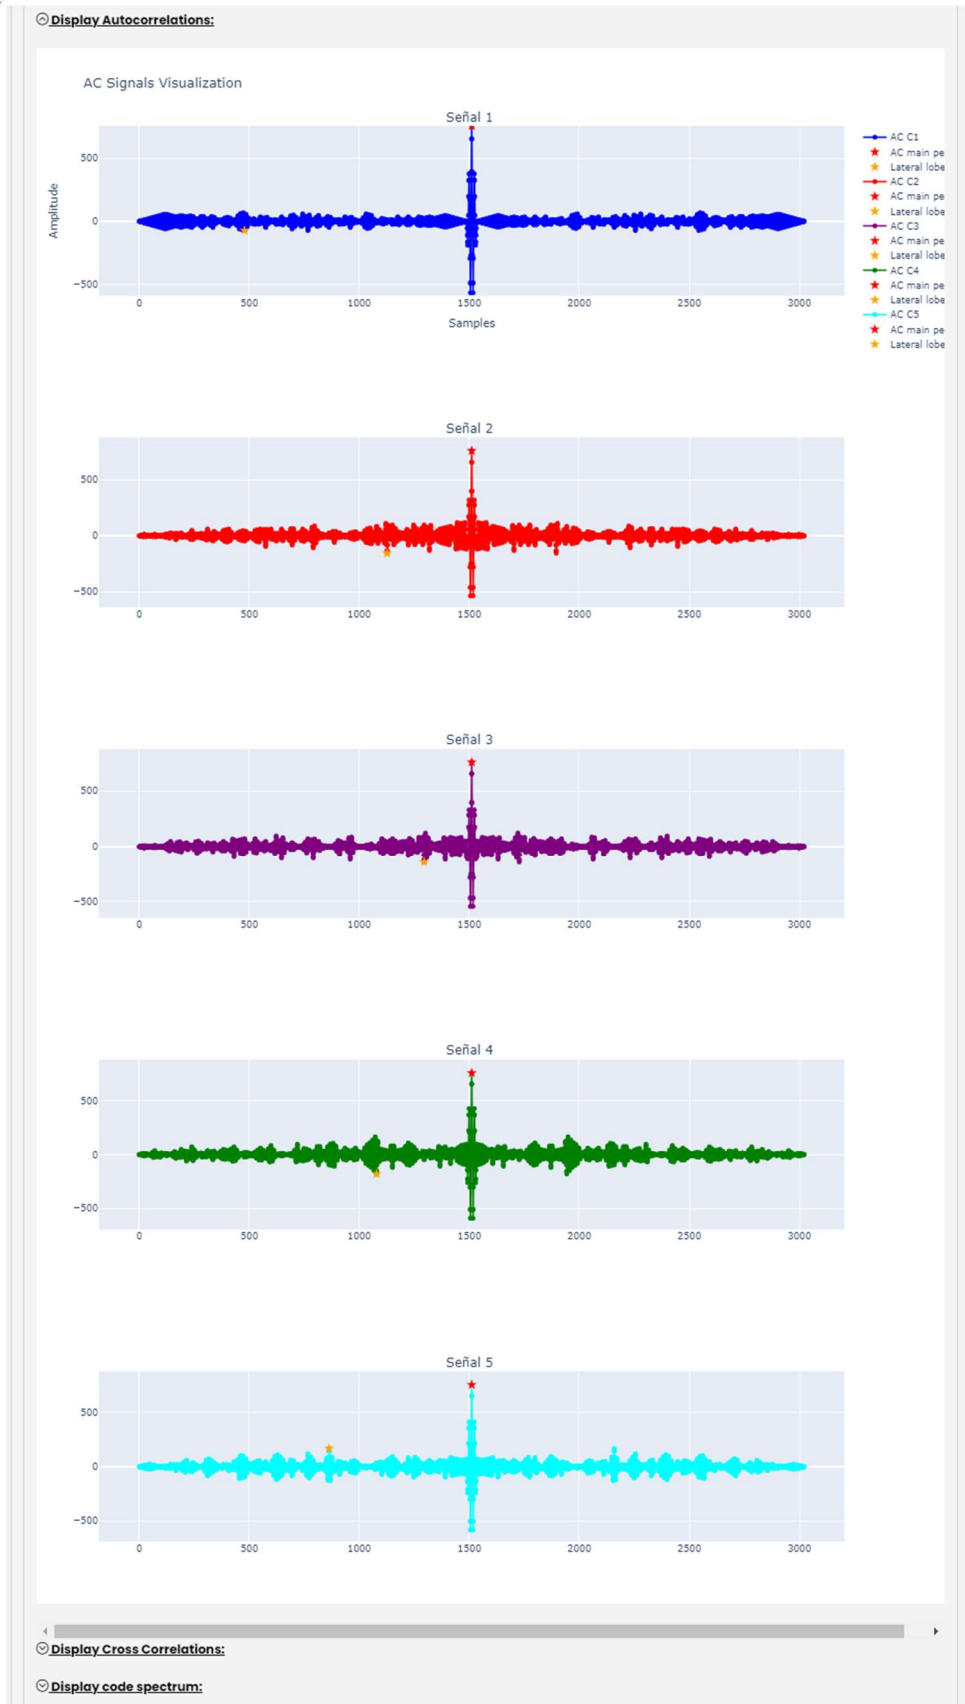 Display Autocorrelations:
AC Signals Visualization
Señal 1
500
0
−500
Amplitude
0 500 1000 1500 2000 2500 3000
Samples
AC C1
AC main pe
Lateral lobe
AC C2
AC main pe
Lateral lobe
AC C3
AC main pe
Lateral lobe
AC C4
AC main pe
Lateral lobe
AC C5
AC main pe
Lateral lobe
Señal 2
500
0
−500
0 500 1000 1500 2000 2500 3000
Señal 3
500
0
−500
0 500 1000 1500 2000 2500 3000
Señal 4
500
0
−500
0 500 1000 1500 2000 2500 3000
Señal 5
500
0
−500
0 500 1000 1500 2000 2500 3000
Display Cross Correlations:
Display code spectrum: